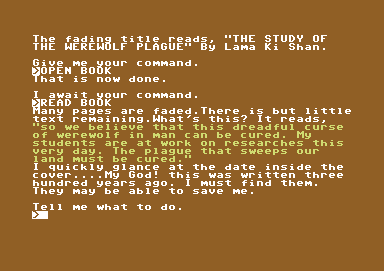 The fading title reads, "THE STUDY OF
THE WEREWOLF PLAGUE" By Lama Ki Shan.
Give me your command.
>OPEN BOOK
That is now done.
I await your command.
>READ BOOK
Many pages are faded.There is but little
text remaining.What's this? It reads,
"so we believe that this dreadful curse
of werewolf in man can be cured. My
students are at work on researches this
very day. The plague that sweeps our
land must be cured."
I quickly glance at the date inside the
cover....My God! this was written three
hundred years ago. I must find them.
They may be able to save me.
Tell me what to do.
>